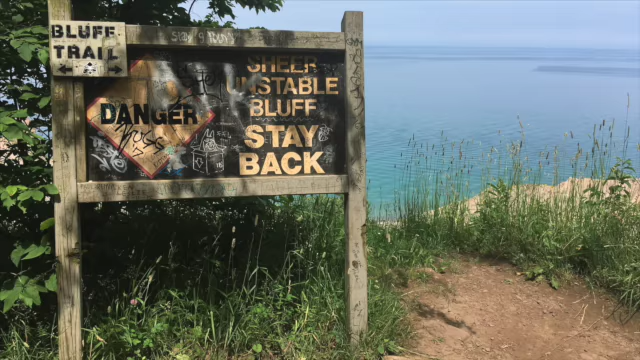 BLUFF
TRAIL
DANGER
SHEER
UNSTABLE
BLUFF
STAY
BACK